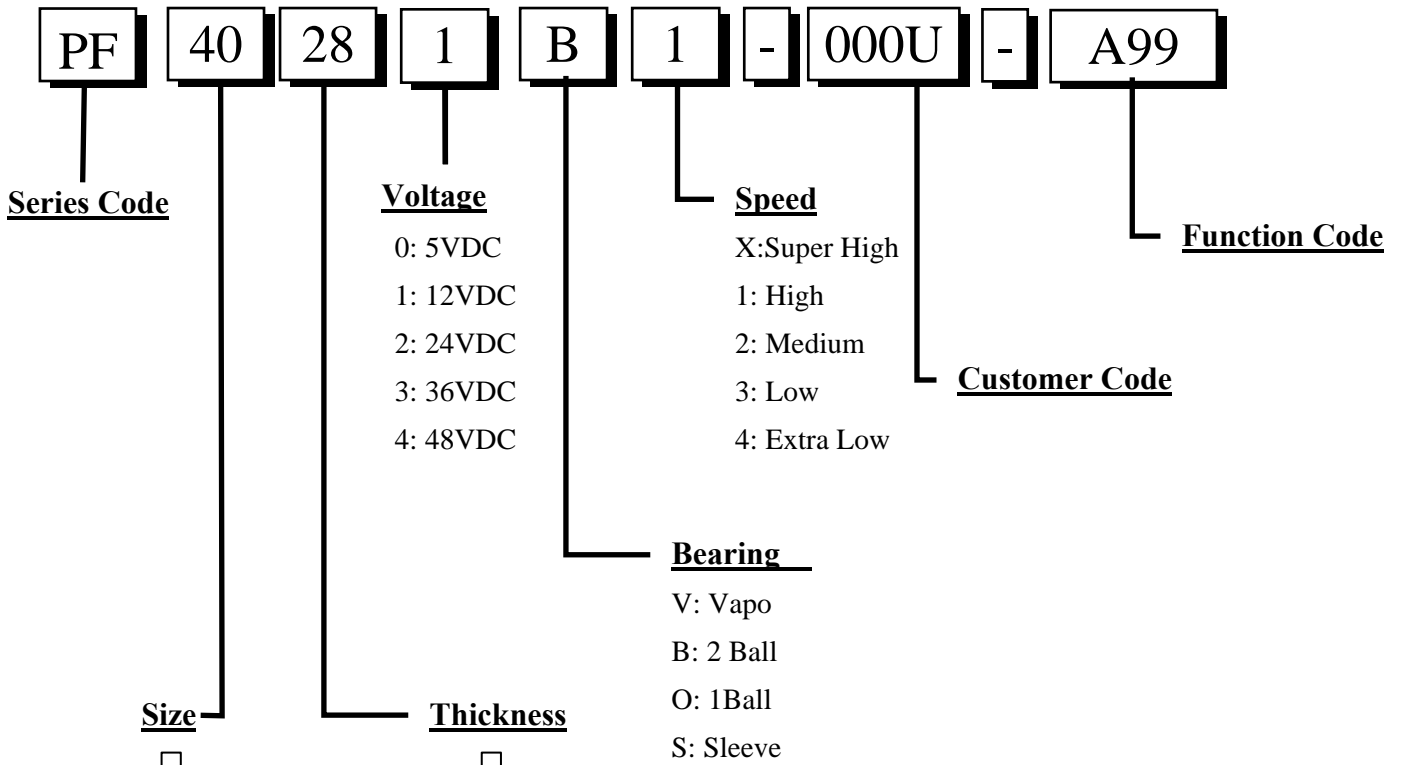 PF 40 28 1 B 1 - 000U - A99
Series Code
Voltage
0: 5VDC
1: 12VDC
2: 24VDC
3: 36VDC
4: 48VDC
Speed
X:Super High
1: High
2: Medium
3: Low
4: Extra Low
Function Code
Customer Code
Bearing
V: Vapo
B: 2 Ball
O: 1Ball
S: Sleeve
Size
Thickness